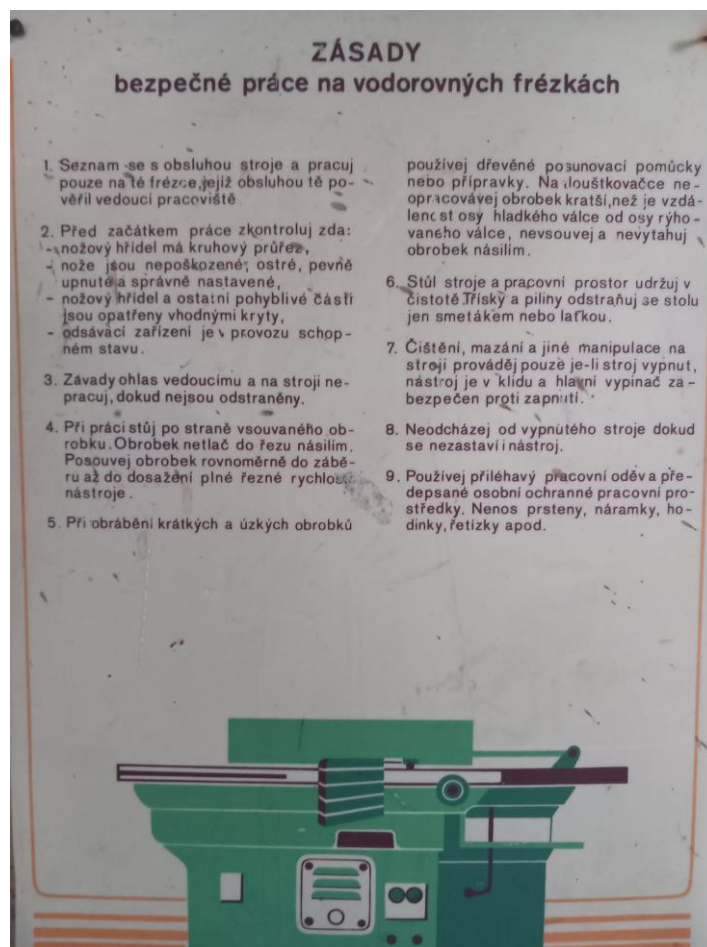 ZÁSADY
bezpečné práce na vodorovných frézkách
1. Seznam se s obsluhou stroje a pracuj
pouze na té frézce, jejíž obsluhou tě po-
věřil vedoucí pracoviště
2. Před začátkem práce zkontroluj zda:
- nožový hřídel má kruhový průřez,
- nože jsou nepoškozené, ostré, pevně
upnuté a správně nastavené,
- nožový hřídel a ostatní pohyblivé části
jsou opatřeny vhodnými kryty,
- odsávací zařízení je v provozu schop-
ném stavu.
3. Závady ohlas vedoucímu a na stroji ne-
pracuj, dokud nejsou odstraněny.
4. Při práci stůj po straně vsouvaného ob-
robku. Obrobek netlač do řezu násilím.
Posouvej obrobek rovnoměrně do zábě-
ru až do dosažení plné řezné rychlosti
nástroje.
5. Při obrábění krátkých a úzkých obrobků
používej dřevěné posunovací pomůcky
nebo přípravky. Na tloušťkovačce ne-
opracovávej obrobek kratší, než je vzdá-
lenost osy hladkého válce od osy rýho-
vaného válce, nevsouvej a nevytahuj
obrobek násilím.
6. Stůl stroje a pracovní prostor udržuj v
čistotě. Třísky a piliny odstraňuj se stolu
jen smetákem nebo laťkou.
7. Čištění, mazání a jiné manipulace na
stroji prováděj pouze je-li stroj vypnut,
nástroj je v klidu a hlavní vypínač za-
bezpečen proti zapnutí.
8. Neodcházej od vypnutého stroje dokud
se nezastaví i nástroj.
9. Používej přiléhavý pracovní oděv a pře-
depsané osobní ochranné pracovní pro-
středky. Nenos prsteny, náramky, ho-
dinky, řetízky apod.